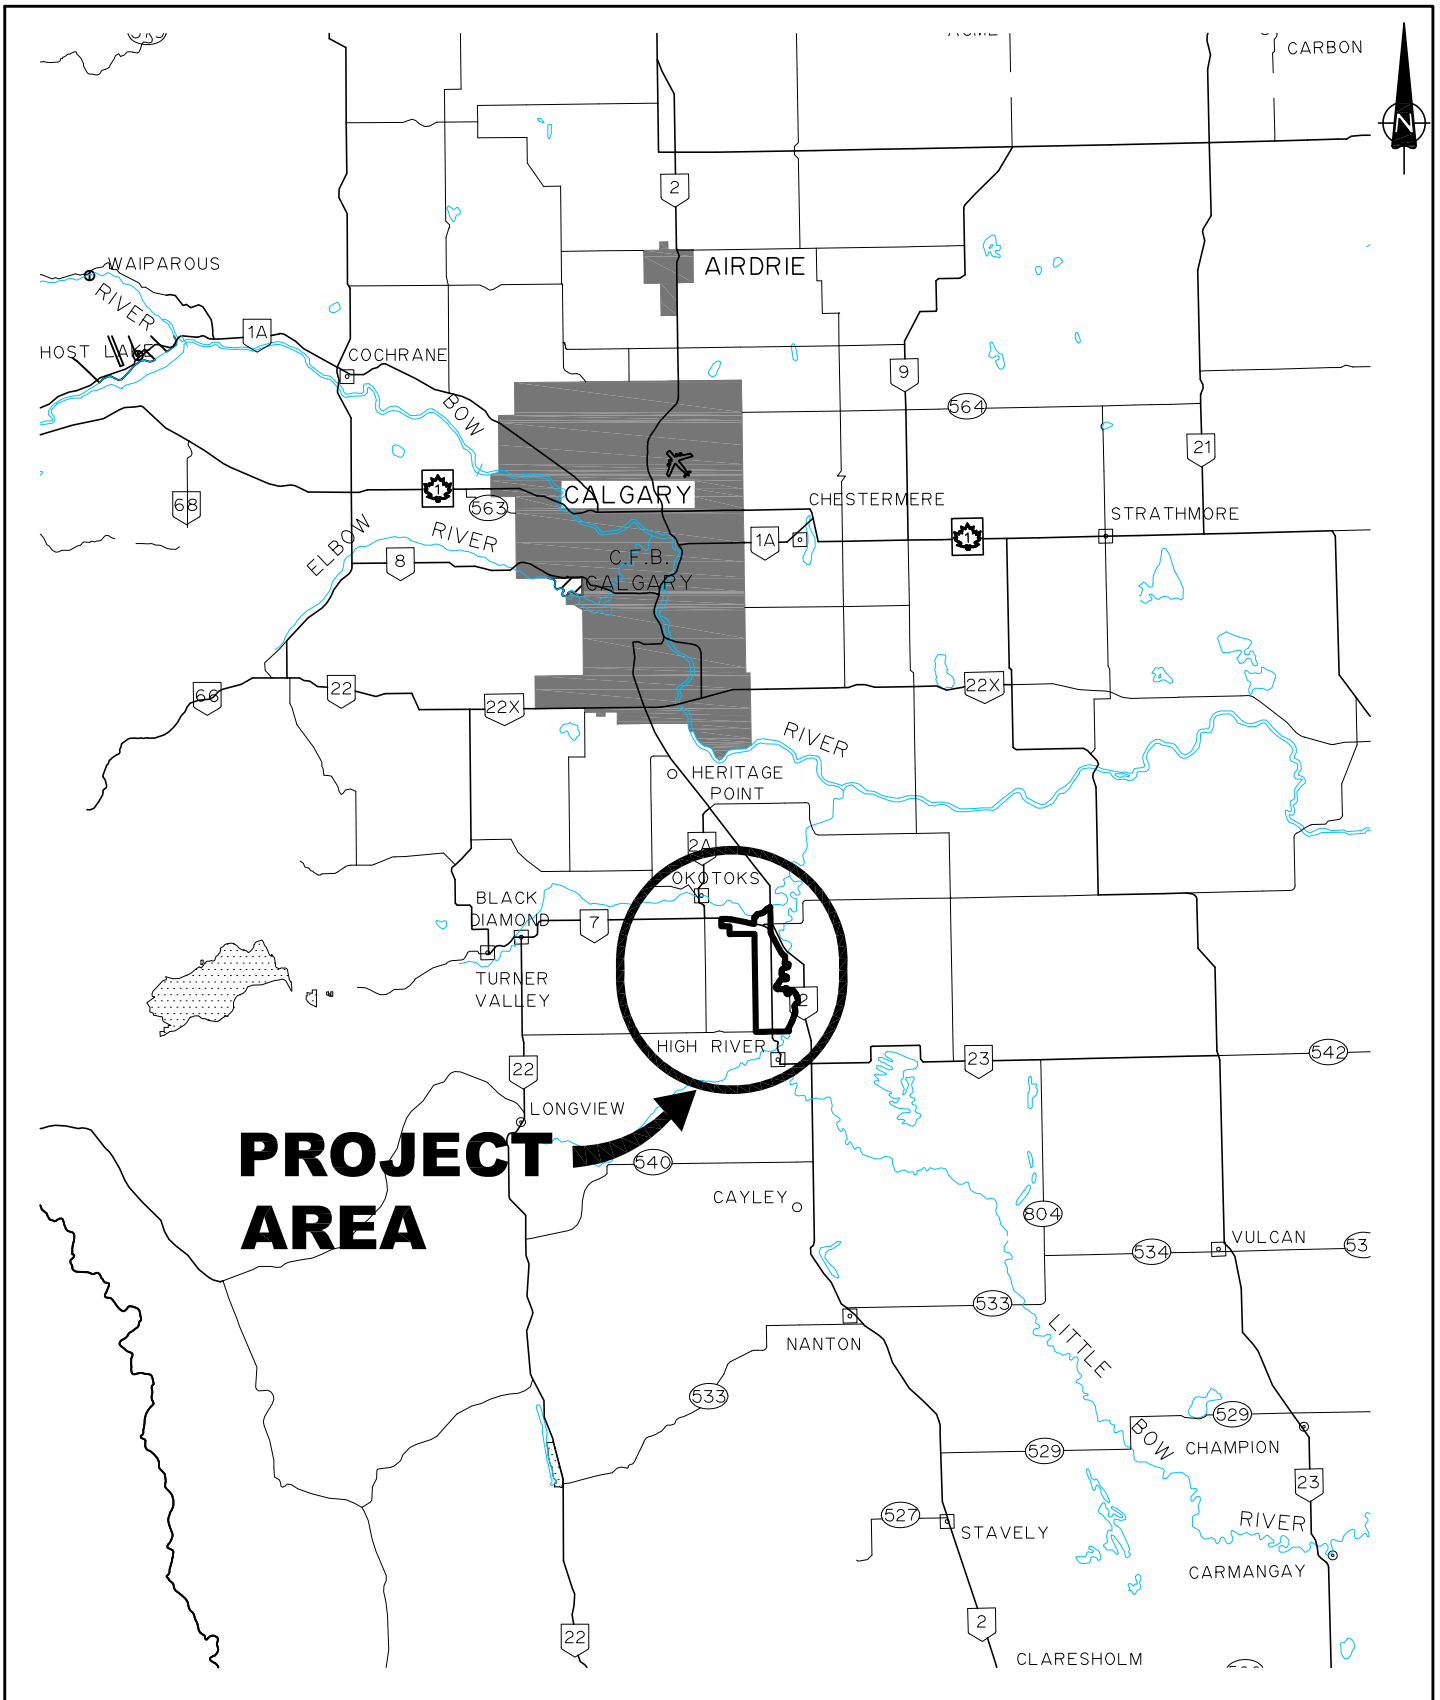 CARBON
N
2
WAIPAROUS
AIRDRIE
RIVER
1A
HOST LAKE
COCHRANE
9
BOW
564
21
1
CALGARY
CHESTERMERE
68
563
STRATHMORE
ELBOW
RIVER
1A
1
8
C.F.B.
CALGARY
66
22
22X
22X
RIVER
HERITAGE
POINT
2A
OKOTOKS
BLACK
DIAMOND
7
TURNER
VALLEY
2
HIGH RIVER
22
23
542
LONGVIEW
PROJECT
AREA
540
CAYLEY
804
VULCAN
534
53
533
NANTON
LITTLE
533
529
BOW
529
CHAMPION
23
527
STAVELY
RIVER
CARMANGAY
2
22
CLARESHOLM